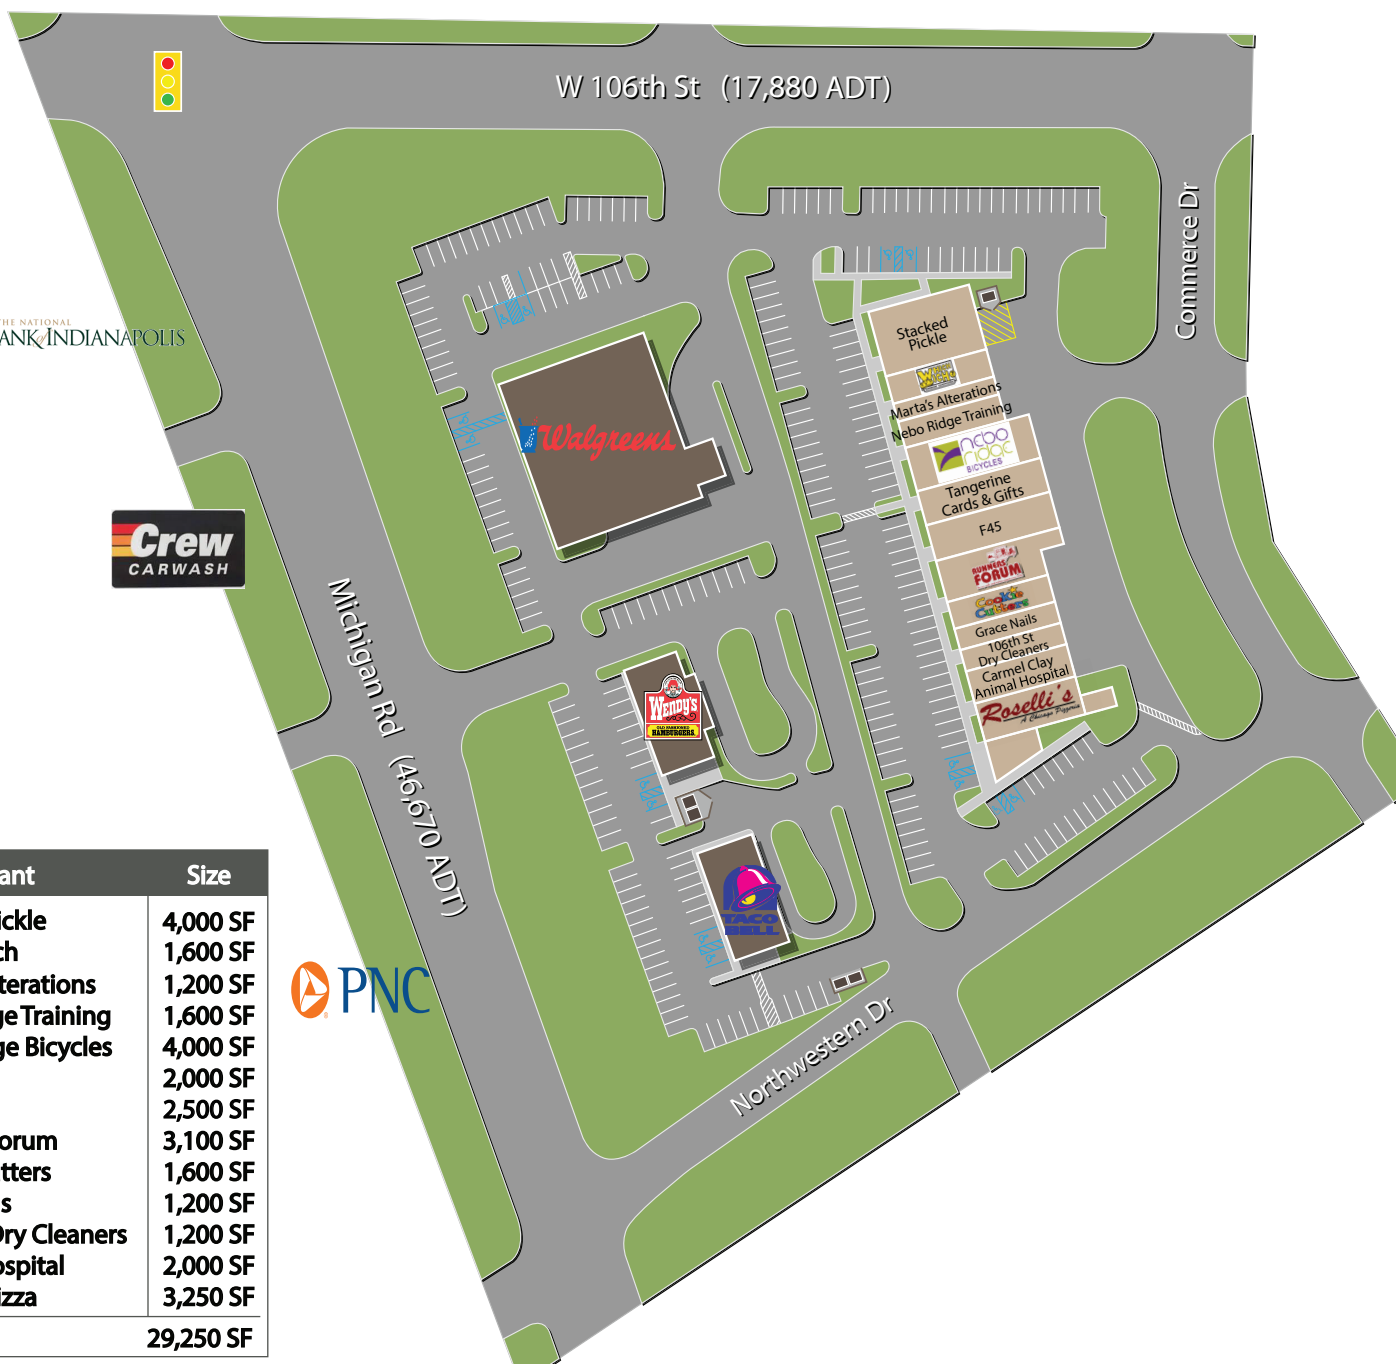 W 106th St (17,880 ADT)
Commerce Dr
THE NATIONAL
BANK of INDIANAPOLIS
Crew
CARWASH
Michigan Rd (46,670 ADT)
Walgreens
Stacked
Pickle
Which
Wich
Marta's Alterations
Nebo Ridge Training
nebo
ridge
BICYCLES
Tangerine
Cards & Gifts
F45
RUNNERS
FORUM
Cookie
Cutters
Grace Nails
106th St
Dry Cleaners
Carmel Clay
Animal Hospital
Roselli's
A Chicago Pizzeria
WENDY'S
OLD FASHIONED
HAMBURGERS.
TACO
BELL
PNC
Northwestern Dr
ant Size
ickle 4,000 SF
ch 1,600 SF
terations 1,200 SF
ge Training 1,600 SF
ge Bicycles 4,000 SF
2,000 SF
2,500 SF
orum 3,100 SF
tters 1,600 SF
s 1,200 SF
Dry Cleaners 1,200 SF
ospital 2,000 SF
izza 3,250 SF
29,250 SF